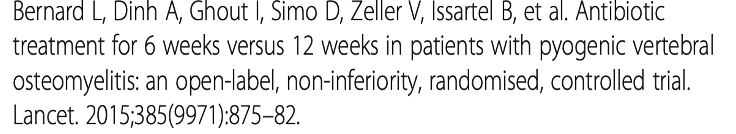 Bernard L, Dinh A, Ghout I, Simo D, Zeller V, Issartel B, et al. Antibiotic
treatment for 6 weeks versus 12 weeks in patients with pyogenic vertebral
osteomyelitis: an open-label, non-inferiority, randomised, controlled trial.
Lancet. 2015;385(9971):875–82.